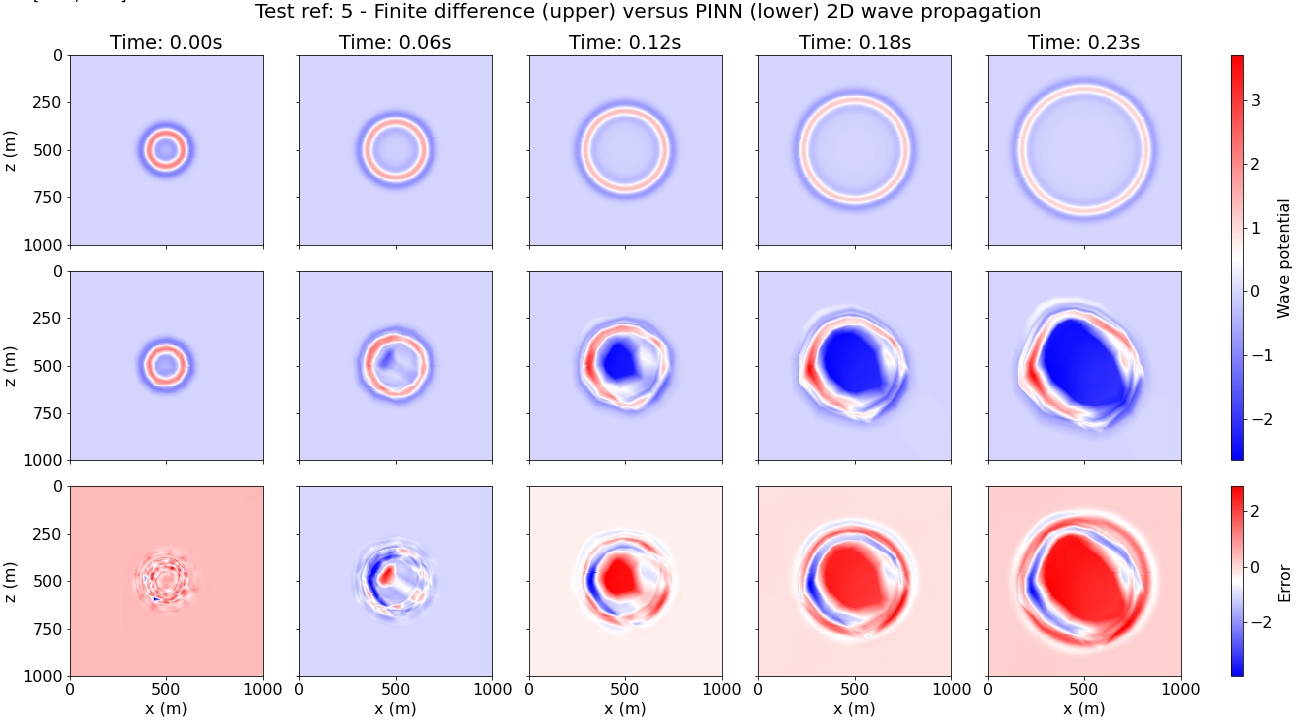 Test ref: 5 - Finite difference (upper) versus PINN (lower) 2D wave propagation
Time: 0.00s Time: 0.06s Time: 0.12s Time: 0.18s Time: 0.23s
0
250
500
750
1000
z (m)
0
250
500
750
1000
z (m)
3
2
1
0
−1
−2
Wave potential
0
250
500
750
1000
z (m)
2
0
−2
Error
0 500 1000 0 500 1000 0 500 1000 0 500 1000 0 500 1000
x (m) x (m) x (m) x (m) x (m)